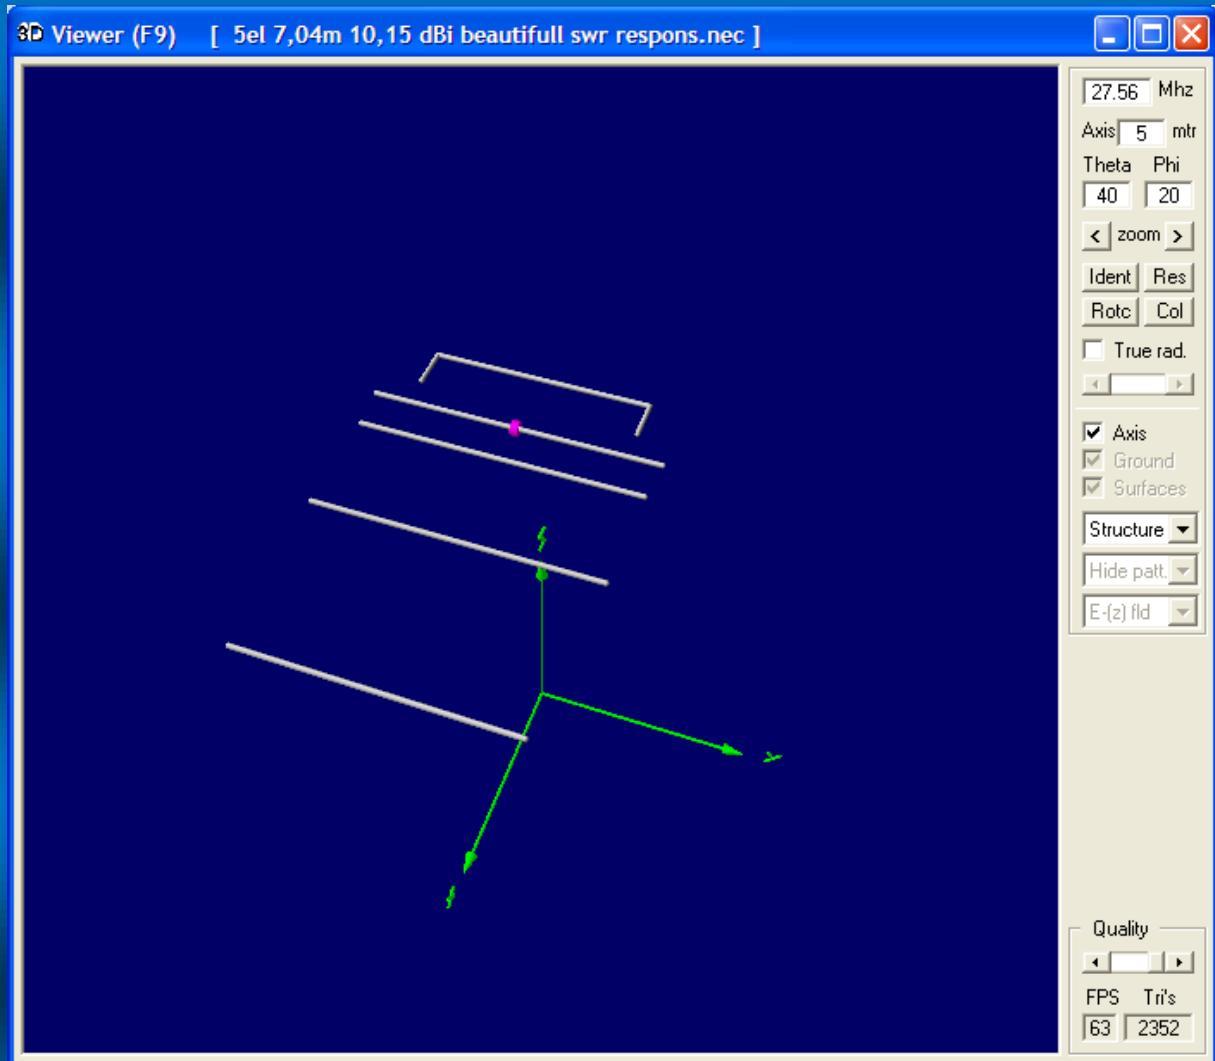 3D Viewer (F9) [ 5el 7,04m 10,15 dBi beautifull swr respons.nec ]
27.56 Mhz
Axis 5 mtr
Theta Phi
40 20
< zoom >
Ident Res
Rotc Col
True rad.
Axis
Ground
Surfaces
Structure
Hide patt.
E-(z) fld
Quality
FPS Tri's
63 2352